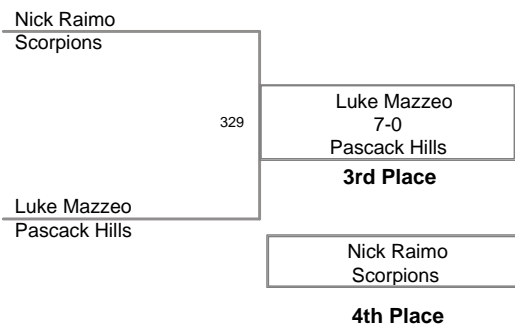 Nick Raimo
Scorpions
329
Luke Mazzeo
7-0
Pascack Hills
3rd Place
Luke Mazzeo
Pascack Hills
Nick Raimo
Scorpions
4th Place